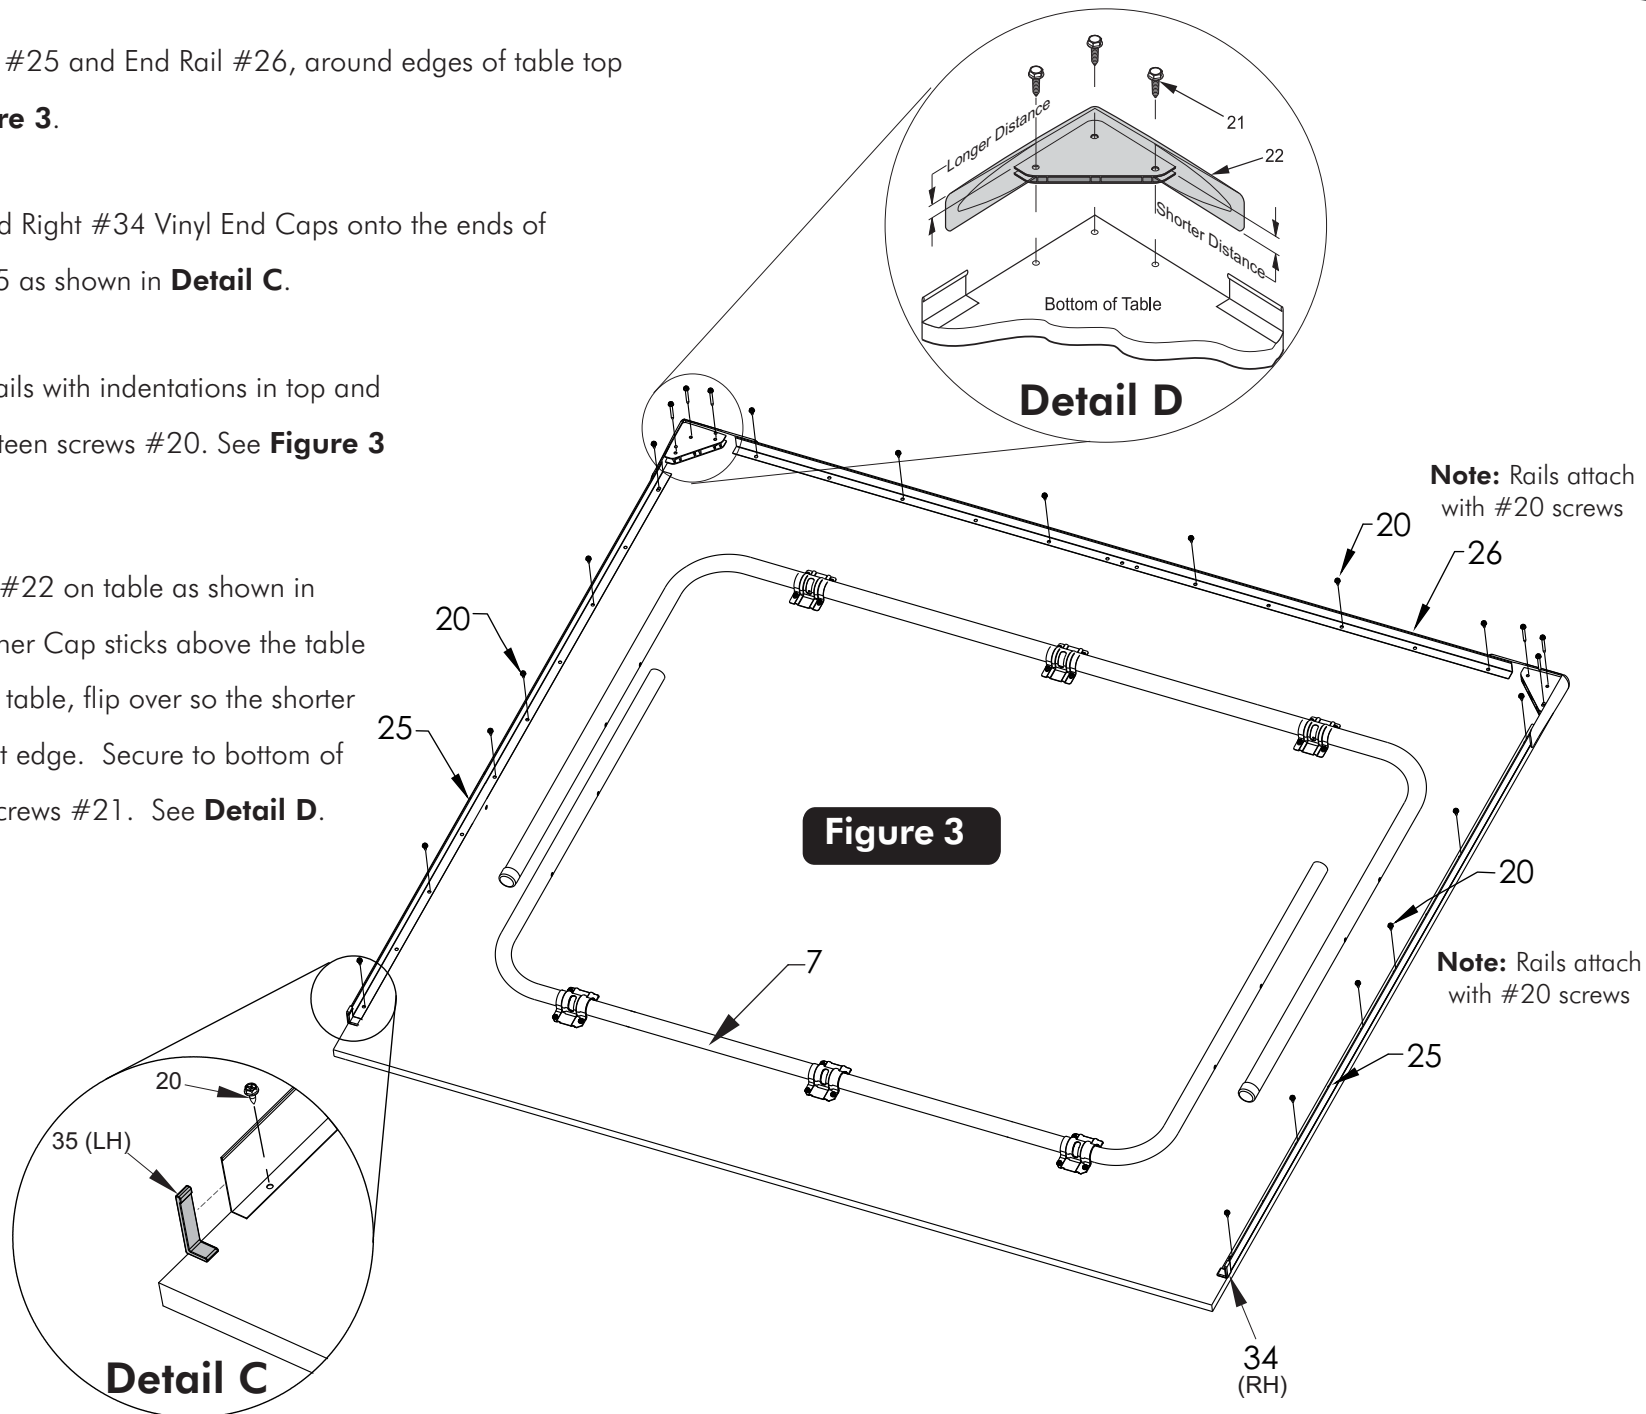 #25 and End Rail #26, around edges of table top
re 3.
d Right #34 Vinyl End Caps onto the ends of
5 as shown in Detail C.
ails with indentations in top and
teen screws #20. See Figure 3
#22 on table as shown in
ner Cap sticks above the table
table, flip over so the shorter
t edge. Secure to bottom of
crews #21. See Detail D.
Longer Distance
21
22
Shorter Distance
Bottom of Table
Detail D
Note: Rails attach
with #20 screws
20
26
20
25
Figure 3
20
7
Note: Rails attach
with #20 screws
25
20
35 (LH)
Detail C
34
(RH)